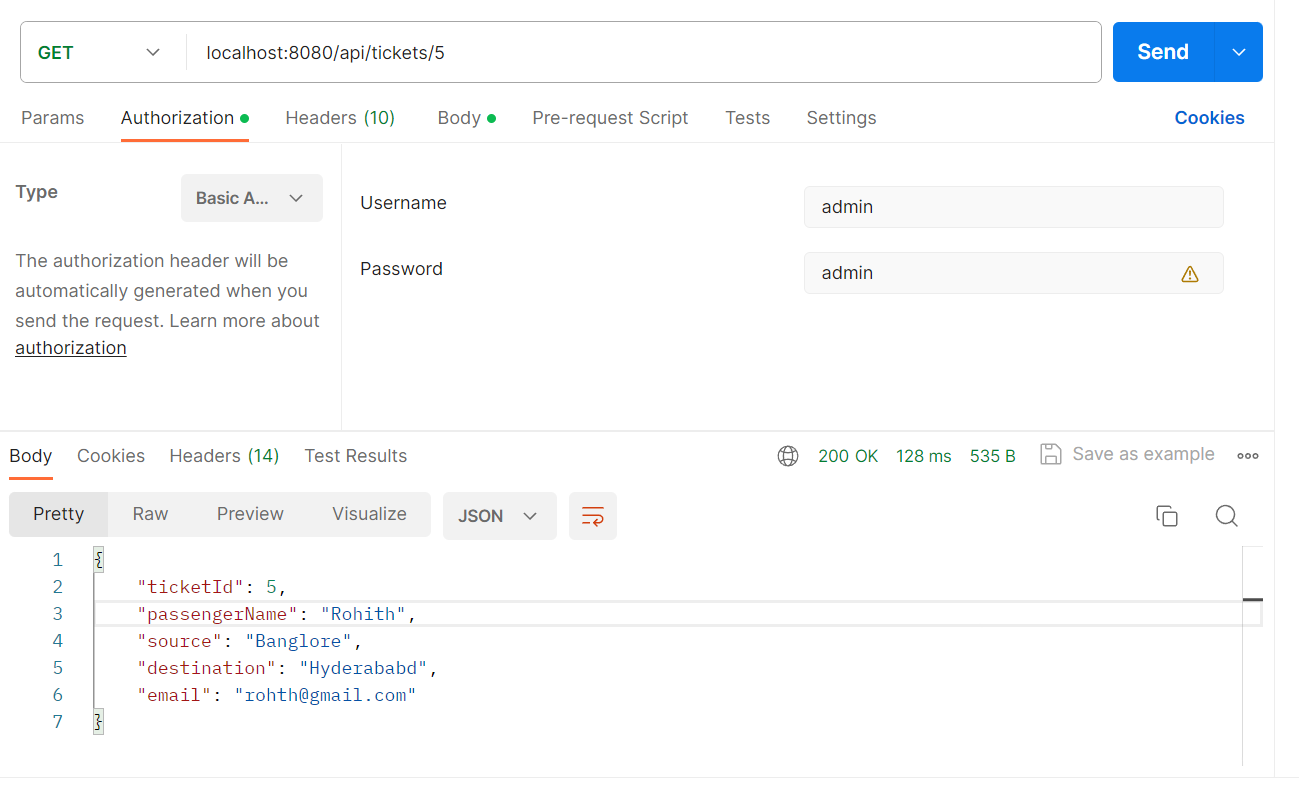 GET localhost:8080/api/tickets/5 Send
Params Authorization Headers (10) Body Pre-request Script Tests Settings Cookies
Type Basic A...
The authorization header will be
automatically generated when you
send the request. Learn more about
authorization
Username admin
Password admin
Body Cookies Headers (14) Test Results 200 OK 128 ms 535 B Save as example
Pretty Raw Preview Visualize JSON
1 {
2 "ticketId": 5,
3 "passengerName": "Rohith",
4 "source": "Banglore",
5 "destination": "Hyderababd",
6 "email": "rohth@gmail.com"
7 }